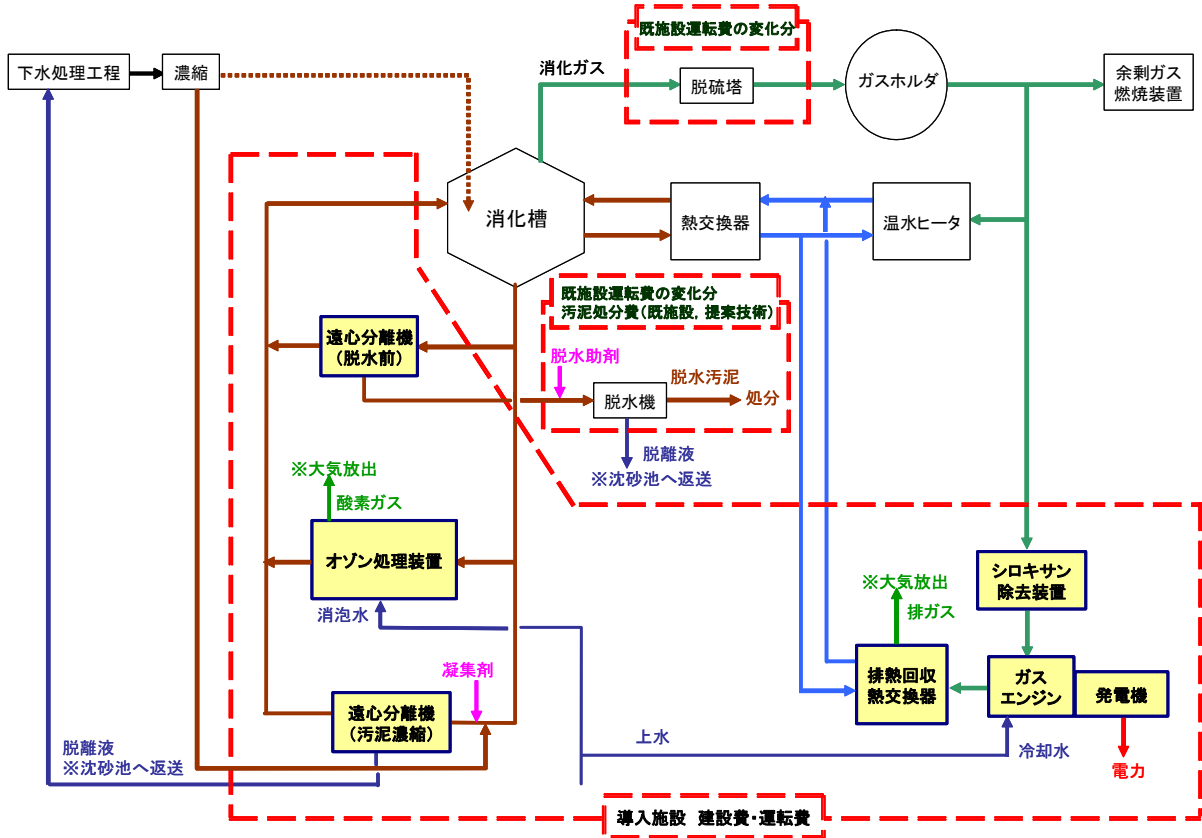 既施設運転費の変化分
下水処理工程
濃縮
消化ガス
脱硫塔
ガスホルダ
余剰ガス
燃焼装置
消化槽
熱交換器
温水ヒータ
既施設運転費の変化分
汚泥処分費(既施設，提案技術)
遠心分離機
(脱水前)
脱水助剤
脱水機
脱水汚泥
処分
脱離液
※沈砂池へ返送
※大気放出
酸素ガス
オゾン処理装置
消泡水
シロキサン
除去装置
※大気放出
排ガス
排熱回収
熱交換器
ガス
エンジン
発電機
凝集剤
遠心分離機
(汚泥濃縮)
脱離液
※沈砂池へ返送
上水
冷却水
電力
導入施設　建設費・運転費